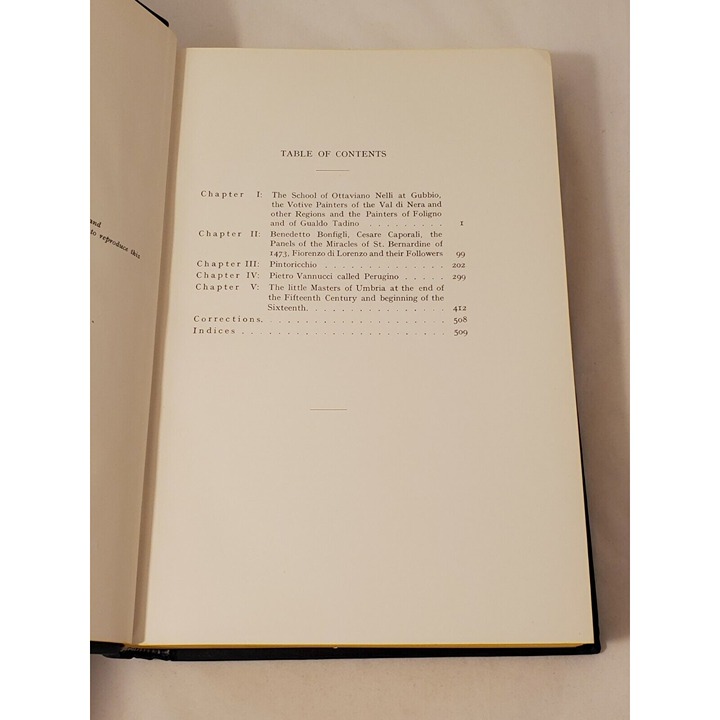 and
to reproduce this
TABLE OF CONTENTS
Chapter I: The School of Ottaviano Nelli at Gubbio,
the Votive Painters of the Val di Nera and
other Regions and the Painters of Foligno
and of Gualdo Tadino . . . . . . . . . 1
Chapter II: Benedetto Bonfigli, Cesare Caporali, the
Panels of the Miracles of St. Bernardine of
1473, Fiorenzo di Lorenzo and their Followers 99
Chapter III: Pintoricchio . . . . . . . . . . . . . . 202
Chapter IV: Pietro Vannucci called Perugino . . . . . . 299
Chapter V: The little Masters of Umbria at the end of
the Fifteenth Century and beginning of the
Sixteenth. . . . . . . . . . . . . . . . 412
Corrections. . . . . . . . . . . . . . . . . . . . 508
Indices . . . . . . . . . . . . . . . . . . . . . 509